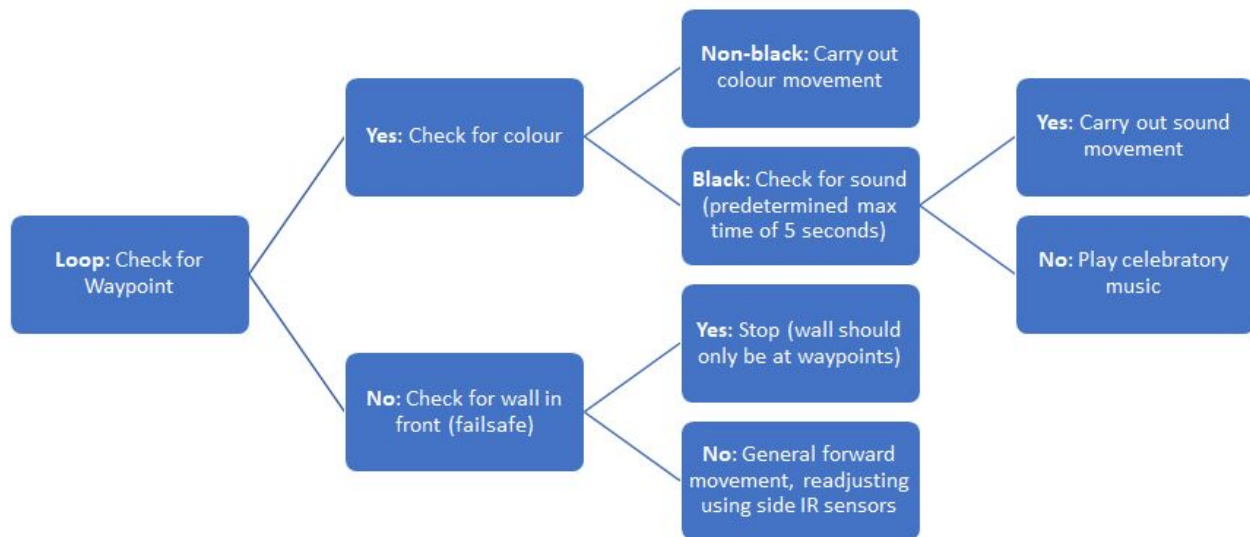 Loop: Check for
Waypoint
Yes: Check for colour
No: Check for wall in
front (failsafe)
Non-black: Carry out
colour movement
Black: Check for sound
(predetermined max
time of 5 seconds)
Yes: Stop (wall should
only be at waypoints)
No: General forward
movement, readjusting
using side IR sensors
Yes: Carry out sound
movement
No: Play celebratory
music